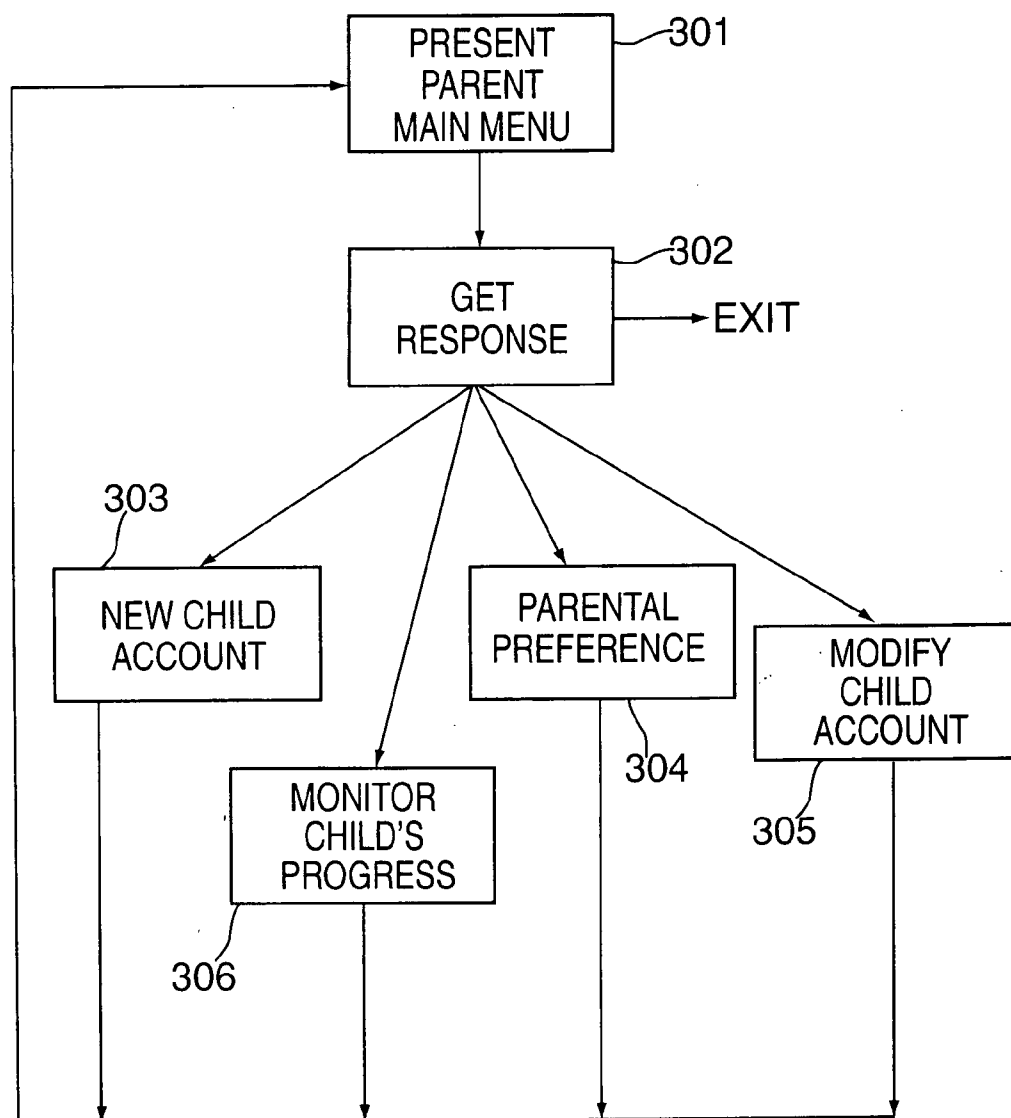 301
PRESENT
PARENT
MAIN MENU
302
GET
RESPONSE
EXIT
303
NEW CHILD
ACCOUNT
PARENTAL
PREFERENCE
304
MODIFY
CHILD
ACCOUNT
305
MONITOR
CHILD'S
PROGRESS
306